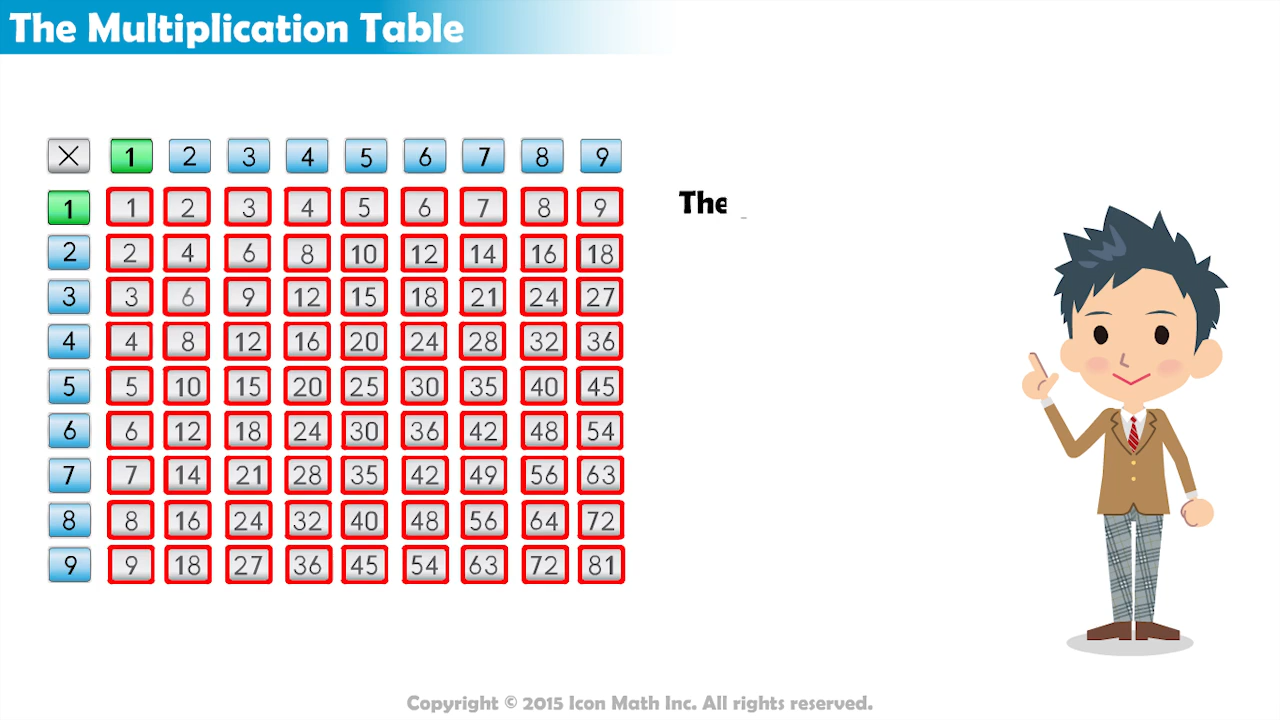 The Multiplication Table
× 1 2 3 4 5 6 7 8 9
1 1 2 3 4 5 6 7 8 9
The
2 2 4 6 8 10 12 14 16 18
3 3 6 9 12 15 18 21 24 27
4 4 8 12 16 20 24 28 32 36
5 5 10 15 20 25 30 35 40 45
6 6 12 18 24 30 36 42 48 54
7 7 14 21 28 35 42 49 56 63
8 8 16 24 32 40 48 56 64 72
9 9 18 27 36 45 54 63 72 81
Copyright © 2015 Icon Math Inc. All rights reserved.